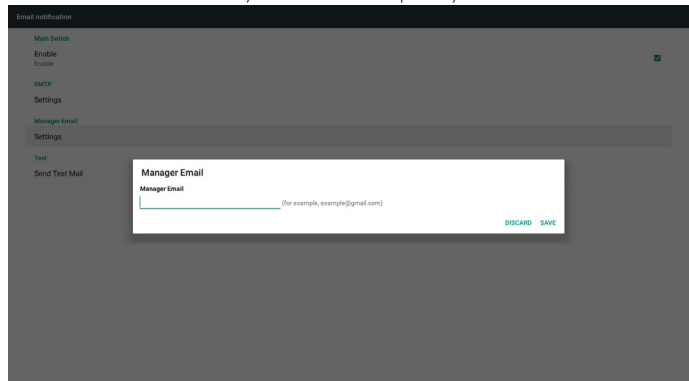 Email notification
Main Switch
Enable
Enable
SMTP
Settings
Manager Email
Settings
Test
Send Test Mail
Manager Email
Manager Email
(for example, example@gmail.com)
DISCARD SAVE